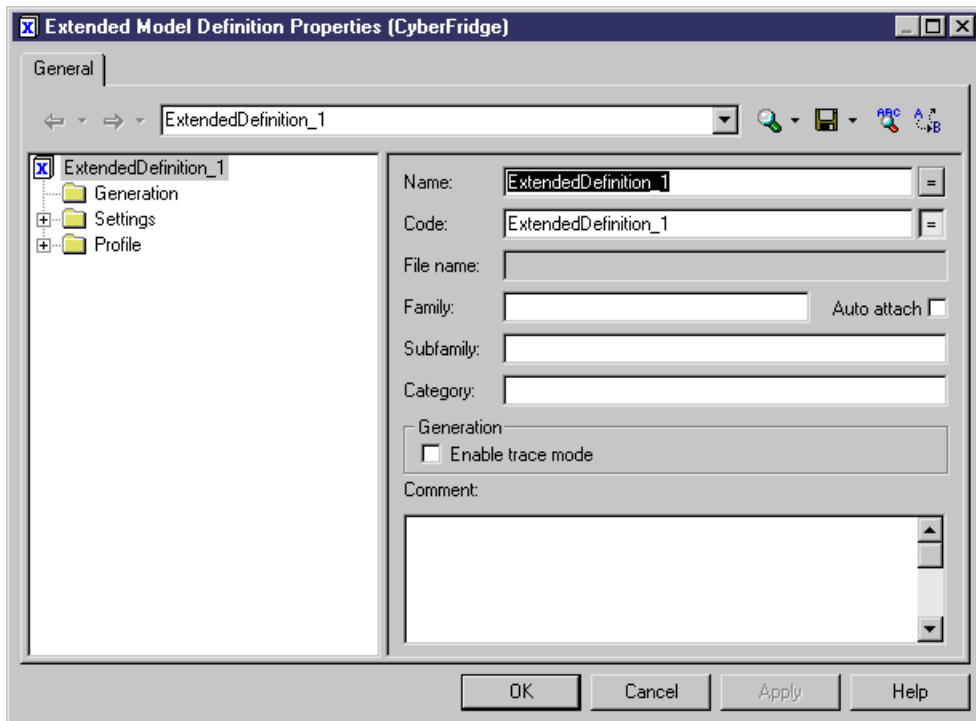 Extended Model Definition Properties (CyberFridge)
General
ExtendedDefinition_1
ABC
A
B
ExtendedDefinition_1
Generation
Settings
Profile
Name: ExtendedDefinition_1 =
Code: ExtendedDefinition_1 =
File name:
Family: Auto attach
Subfamily:
Category:
Generation
Enable trace mode
Comment:
OK Cancel Apply Help